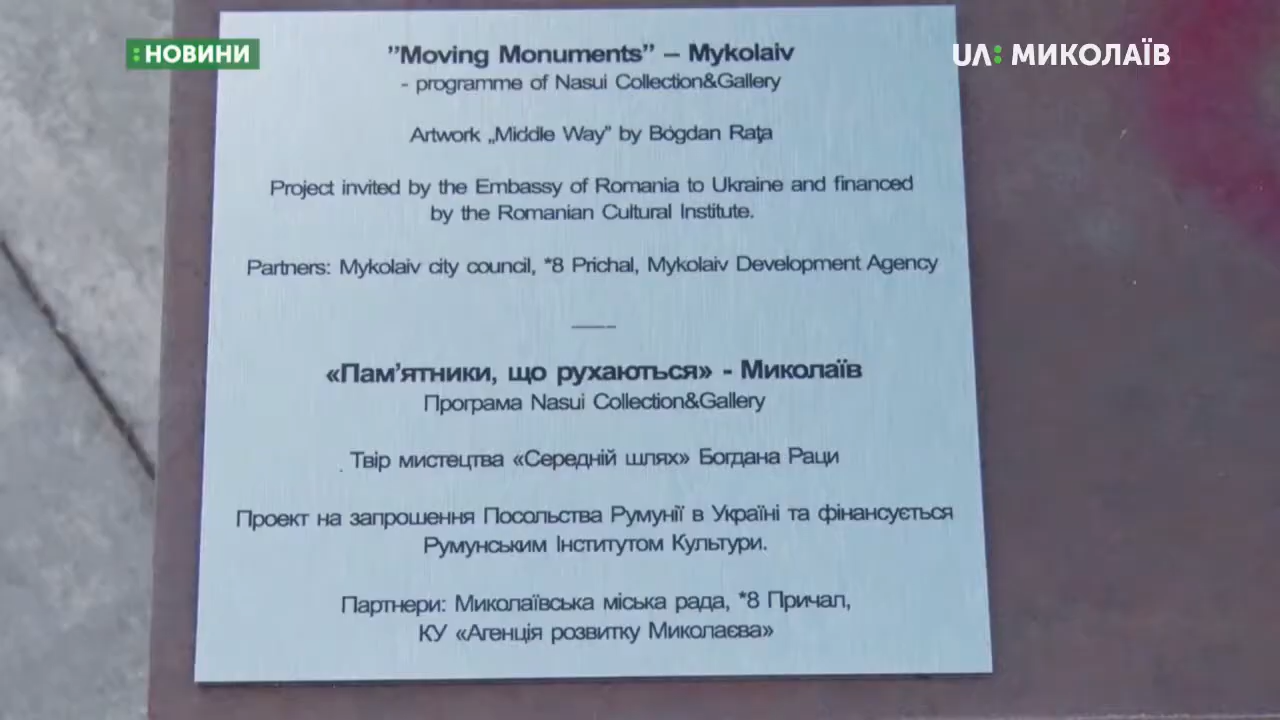 :НОВИНИ
UA: МИКОЛАЇВ
”Moving Monuments” – Mykolaiv
- programme of Nasui Collection&Gallery
Artwork „Middle Way” by Bogdan Rața
Project invited by the Embassy of Romania to Ukraine and financed
by the Romanian Cultural Institute.
Partners: Mykolaiv city council, *8 Prichal, Mykolaiv Development Agency
«Пам’ятники, що рухаються» - Миколаїв
Програма Nasui Collection&Gallery
Твір мистецтва «Середній шлях» Богдана Раци
Проект на запрошення Посольства Румунії в Україні та фінансується
Румунським Інститутом Культури.
Партнери: Миколаївська міська рада, *8 Причал,
КУ «Агенція розвитку Миколаєва»